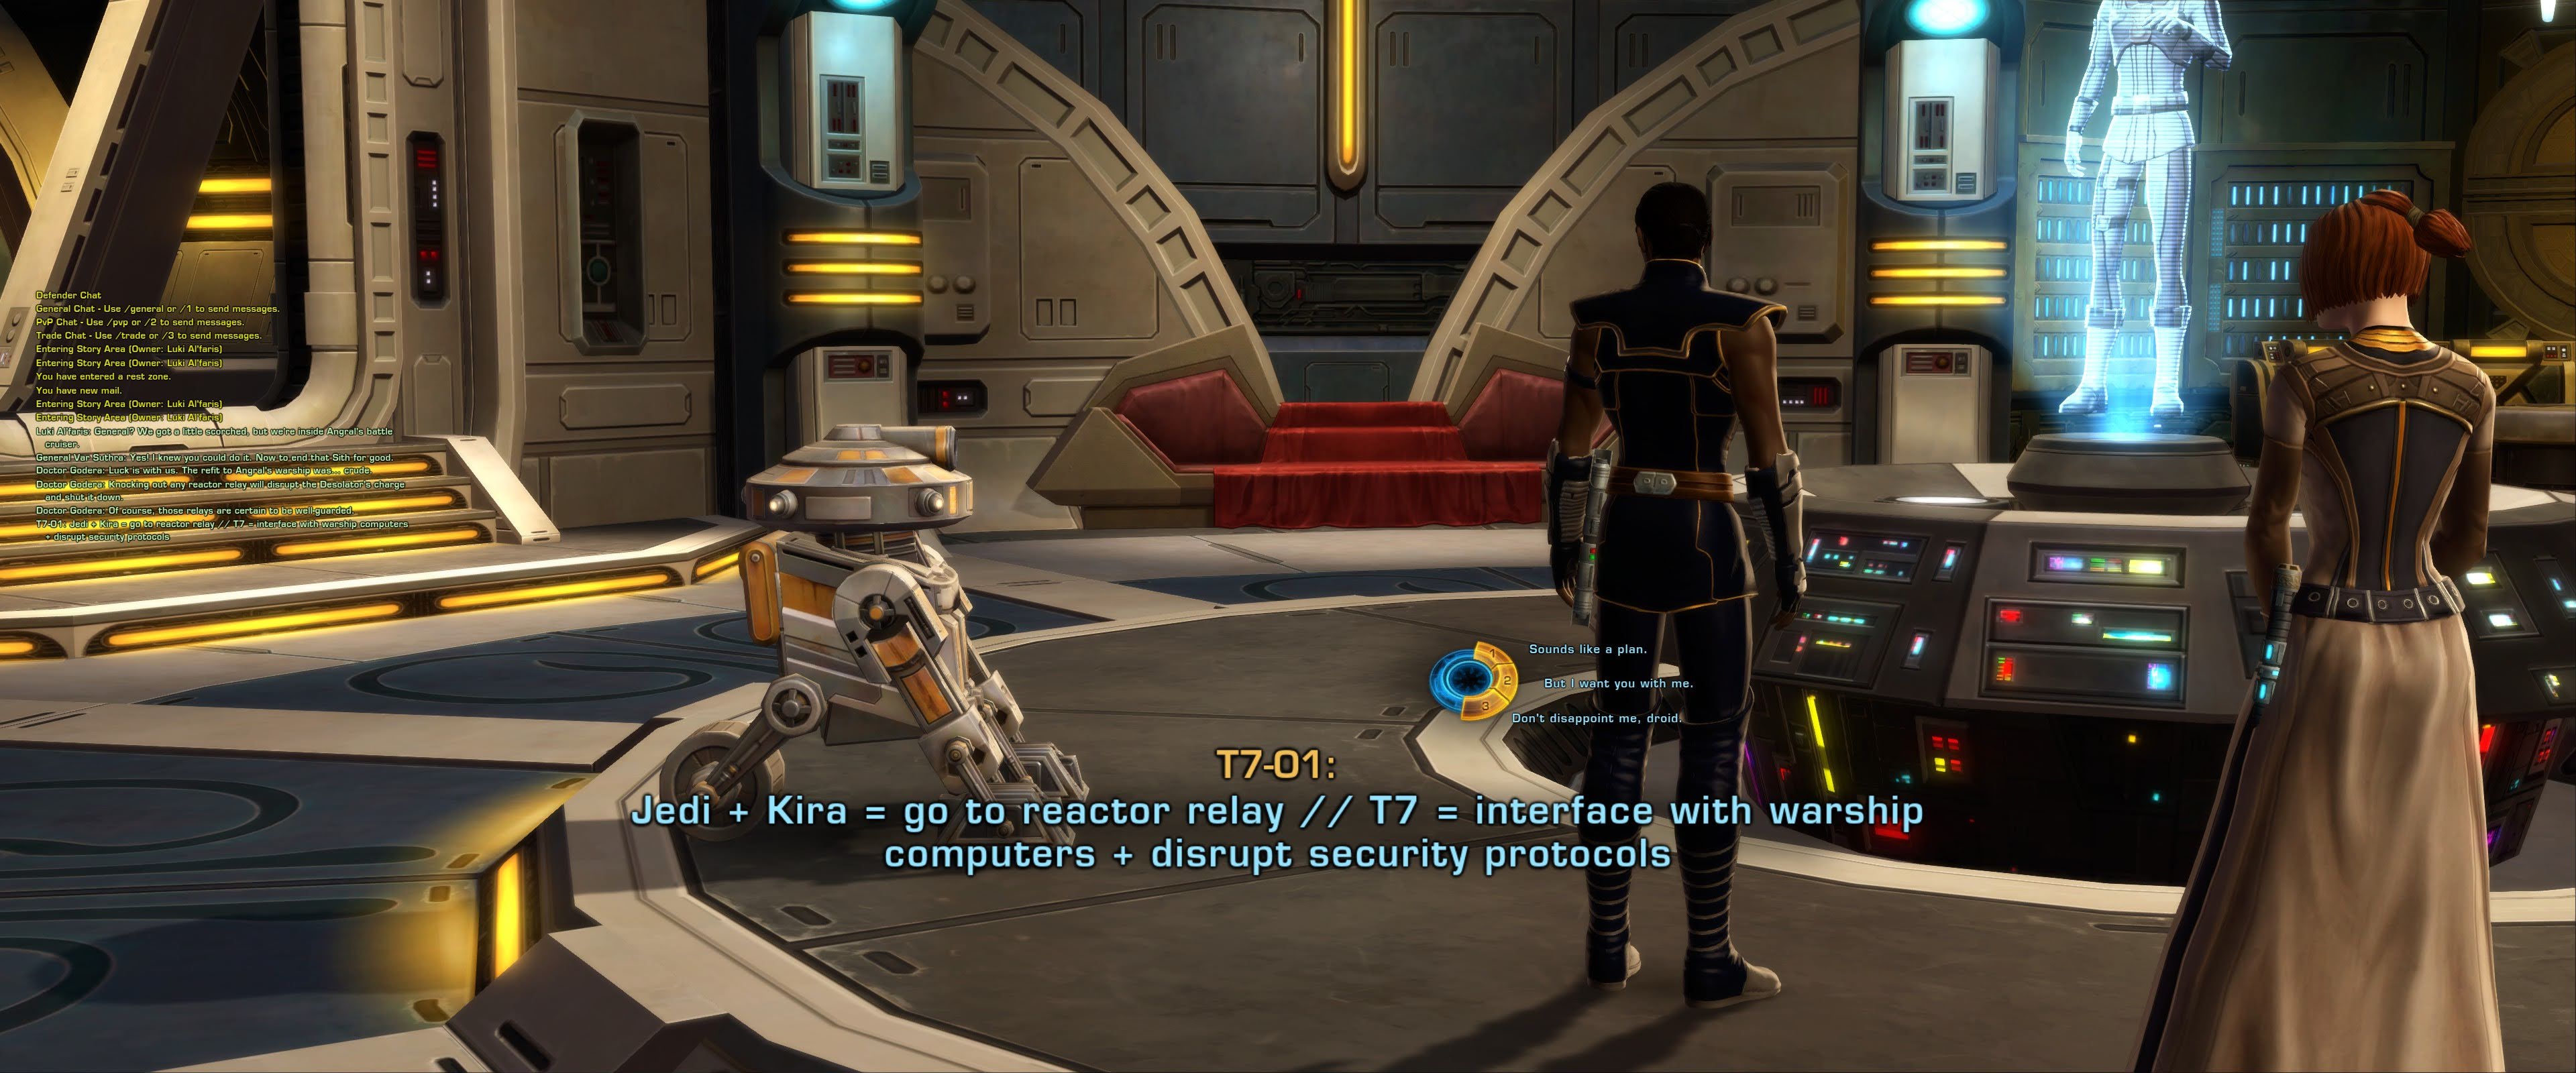 Defender Chat
General Chat - Use /general or /1 to send messages.
PvP Chat - Use /pvp or /2 to send messages.
Trade Chat - Use /trade or /3 to send messages.
Entering Story Area (Owner: Luki Al'faris)
Entering Story Area (Owner: Luki Al'faris)
You have entered a rest zone.
You have new mail.
Entering Story Area (Owner: Luki Al'faris)
Entering Story Area (Owner: Luki Al'faris)
Luki Al'faris: General? We got a little scorched, but we're inside Angral's battle
cruiser.
General Var Suthra: Yes! I knew you could do it. Now to end that Sith for good.
Doctor Godera: Luck is with us. The refit to Angral's warship was... crude.
Doctor Godera: Knocking out any reactor relay will disrupt the Desolator's charge
and shut it down.
Doctor Godera: Of course, those relays are certain to be well-guarded.
T7-01: Jedi + Kira = go to reactor relay // T7 = interface with warship computers
+ disrupt security protocols
1 Sounds like a plan.
2 But I want you with me.
3 Don't disappoint me, droid.
T7-01:
Jedi + Kira = go to reactor relay // T7 = interface with warship
computers + disrupt security protocols